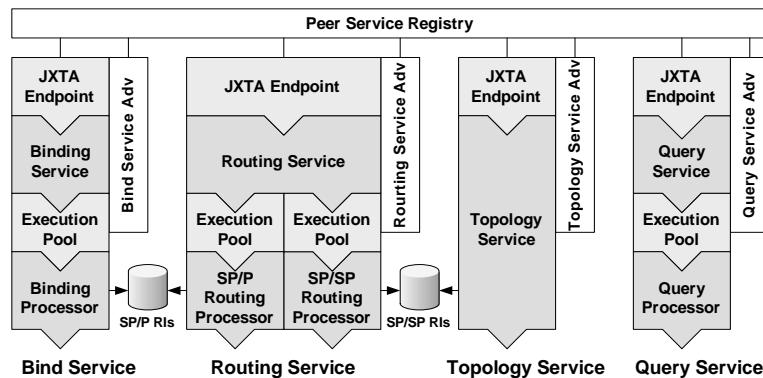 Peer Service Registry
JXTA
Endpoint
Binding
Service
Execution
Pool
Binding
Processor
Bind Service Adv
SP/P RIs
Bind Service
JXTA Endpoint
Routing Service
Execution
Pool
Execution
Pool
SP/P
Routing
Processor
SP/SP
Routing
Processor
Rourting Service Adv
SP/SP RIs
Routing Service
JXTA
Endpoint
Topology
Service
Topology Service Adv
Topology Service
JXTA
Endpoint
Query
Service
Execution
Pool
Query
Processor
Query Service Adv
Query Service